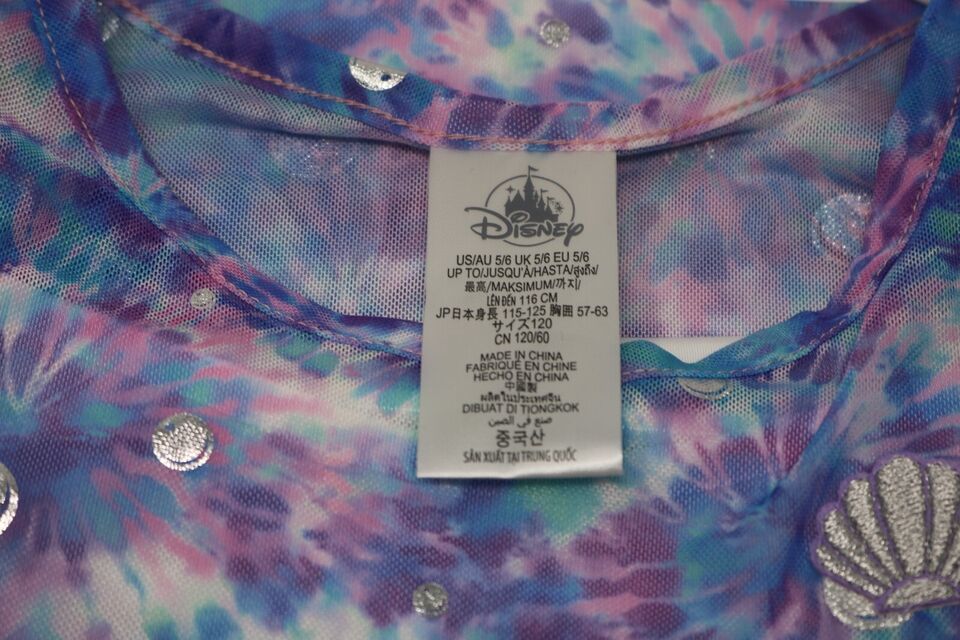 Disney
US/AU 5/6 UK 5/6 EU 5/6
UP TO/JUSQU'À/HASTA/สูงถึง/
最高/MAKSIMUM/까지/
LÊN ĐẾN 116 CM
JP日本身長 115-125 胸囲 57-63
サイズ120
CN 120/60
MADE IN CHINA
FABRIQUÉ EN CHINE
HECHO EN CHINA
中國製
ผลิตในประเทศจีน
DIBUAT DI TIONGKOK
صنع في الصين
중국산
SẢN XUẤT TẠI TRUNG QUỐC